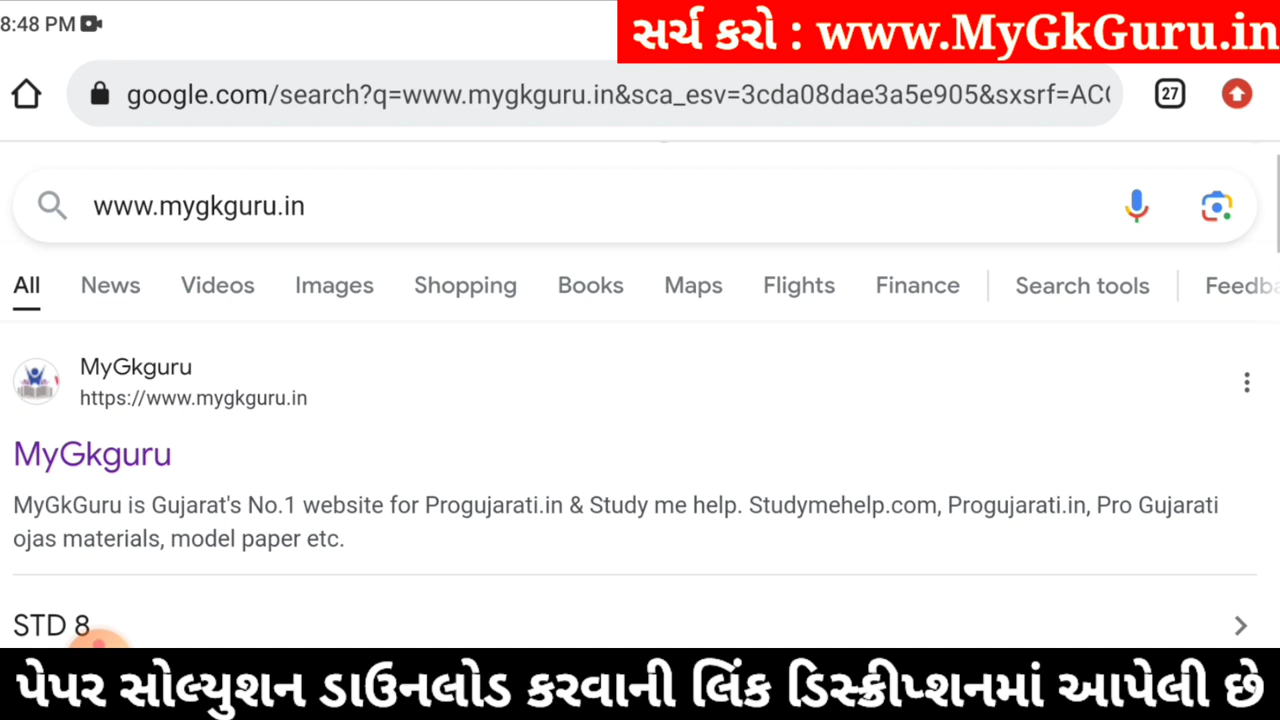 8:48 PM
સર્ચ કરો : www.MyGkGuru.in
google.com/search?q=www.mygkguru.in&sca_esv=3cda08dae3a5e905&sxsrf=AC
27
www.mygkguru.in
All News Videos Images Shopping Books Maps Flights Finance Search tools Feedba
MyGkguru
https://www.mygkguru.in
MyGkguru
MyGkGuru is Gujarat's No.1 website for Progujarati.in & Study me help. Studymehelp.com, Progujarati.in, Pro Gujarati
ojas materials, model paper etc.
STD 8
પેપર સોલ્યુશન ડાઉનલોડ કરવાની લિંક ડિસ્ક્રીપ્શનમાં આપેલી છે